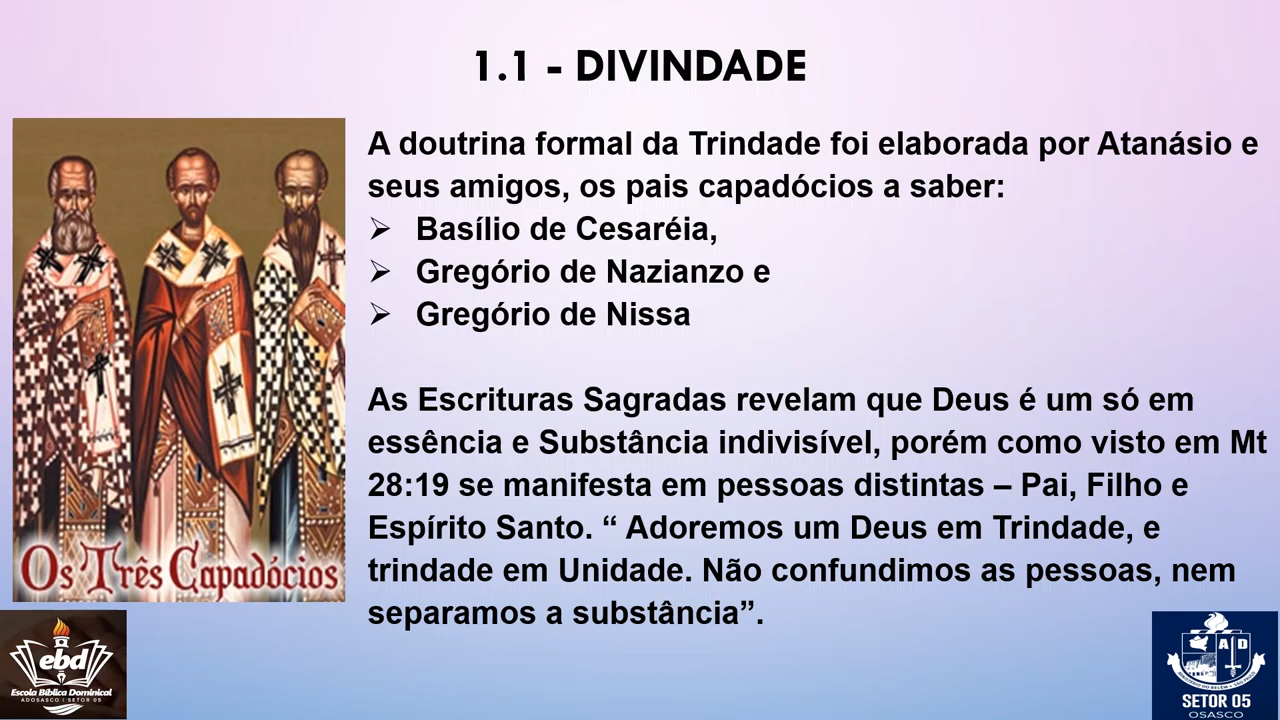 1.1 - DIVINDADE
A doutrina formal da Trindade foi elaborada por Atanásio e
seus amigos, os pais capadócios a saber:
➢ Basílio de Cesaréia,
➢ Gregório de Nazianzo e
➢ Gregório de Nissa
As Escrituras Sagradas revelam que Deus é um só em
essência e Substância indivisível, porém como visto em Mt
28:19 se manifesta em pessoas distintas – Pai, Filho e
Espírito Santo. “ Adoremos um Deus em Trindade, e
trindade em Unidade. Não confundimos as pessoas, nem
separamos a substância”.
Os Três Capadócios
ebd
Escola Bíblica Dominical
ADOSASCO | SETOR 05
A D
SETOR 05
OSASCO